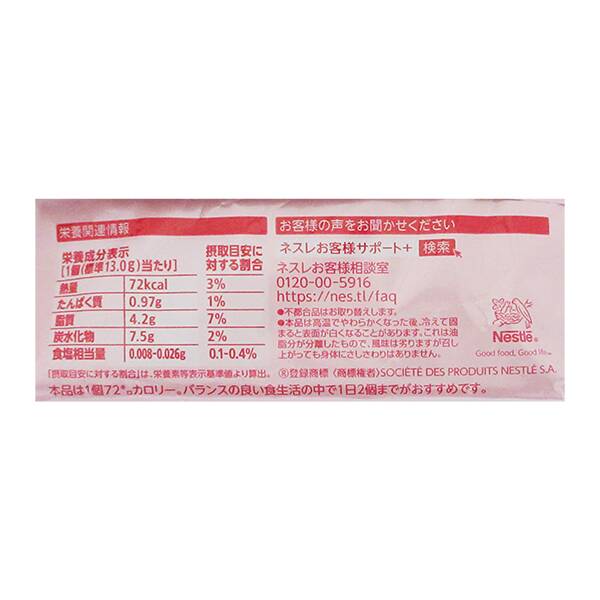 栄養関連情報
栄養成分表示
[1個(標準13.0g)当たり]
摂取目安に
対する割合
熱量 72kcal 3%
たんぱく質 0.97g 1%
脂質 4.2g 7%
炭水化物 7.5g 2%
食塩相当量 0.008-0.026g 0.1-0.4%
[摂取目安に対する割合]は、栄養素等表示基準値より算出。
お客様の声をお聞かせください
ネスレお客様サポート+ 検索
ネスレお客様相談室
0120-00-5916
https://nes.tl/faq
●不都合品はお取り替えします。
●本品は高温でやわらかくなった後、冷えて固
まると表面が白くなることがあります。これは油
脂分が分離したもので、風味は劣りますが召し
上がっても身体にさしさわりはありません。
Nestlé®
Good food, Good life
®登録商標 (商標権者)SOCIÉTÉ DES PRODUITS NESTLÉ S.A.
本品は1個72キロカロリー。バランスの良い食生活の中で1日2個までがおすすめです。